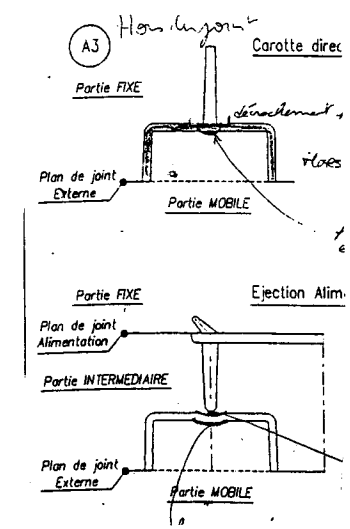 A3
Hors
Carotte direc
Partie FIXE
décrochement
Plan de joint
Externe
Partie MOBILE
Partie FIXE
Ejection Alim
Plan de joint
Alimentation
Partie INTERMEDIAIRE
Plan de joint
Externe
Partie MOBILE